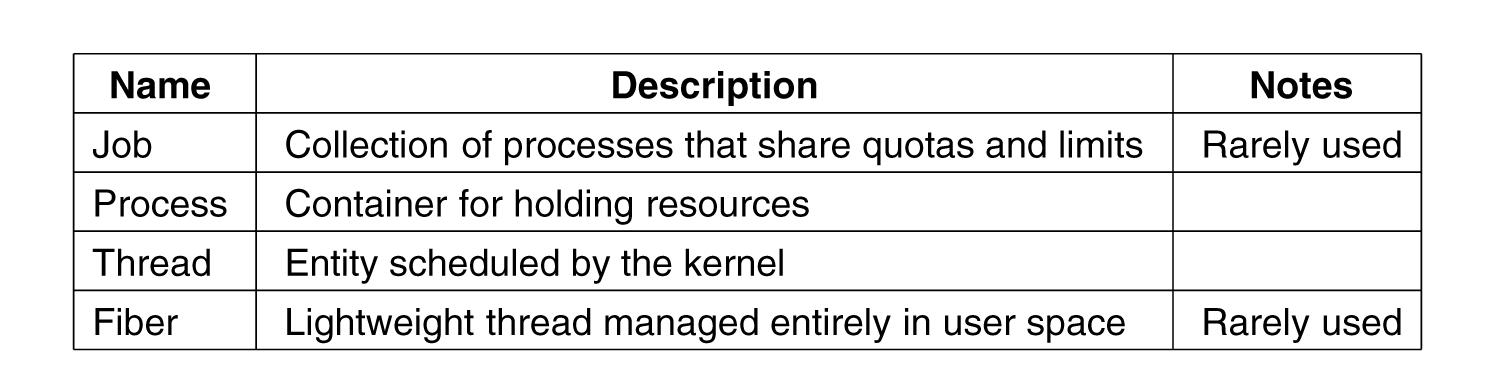 Name Description Notes
Job Collection of processes that share quotas and limits Rarely used
Process Container for holding resources
Thread Entity scheduled by the kernel
Fiber Lightweight thread managed entirely in user space Rarely used